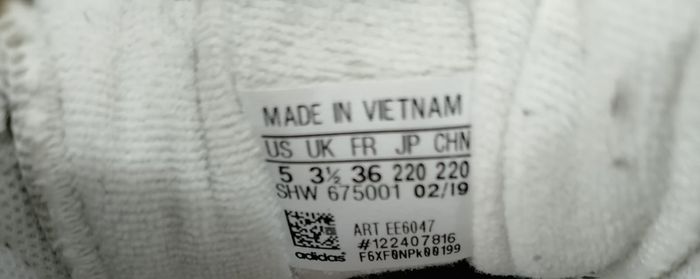 MADE IN VIETNAM
US UK FR JP CHN
5 3½ 36 220 220
SHW 675001 02/19
ART EE6047
#122407816
adidas F6XF0NPk00199